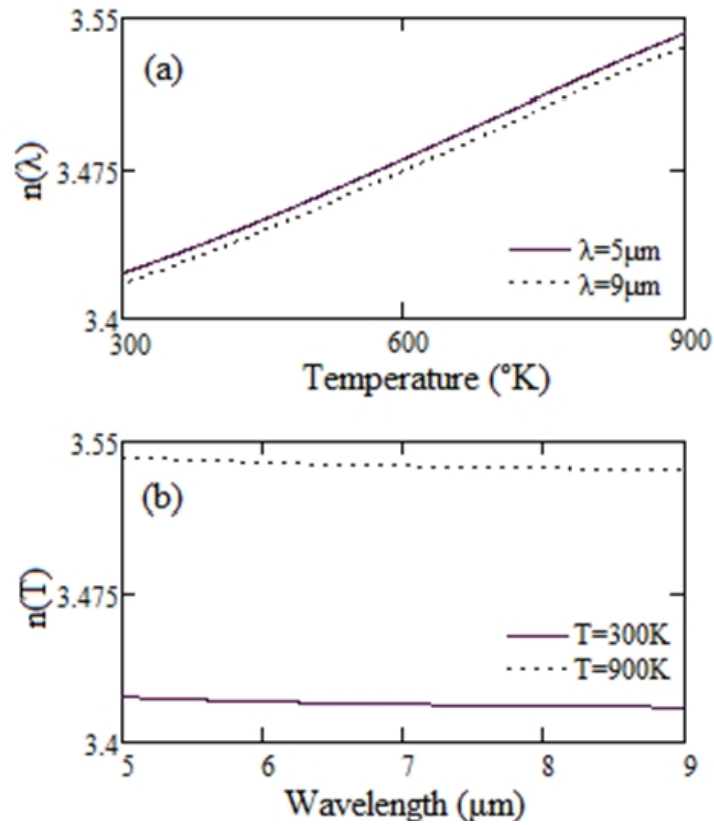 3.55
(a)
n(λ)
3.475
λ=5μm
λ=9μm
3.4
300 600 900
Temperature (°K)
3.55
(b)
n(T)
3.475
T=300K
T=900K
3.4
5 6 7 8 9
Wavelength (μm)